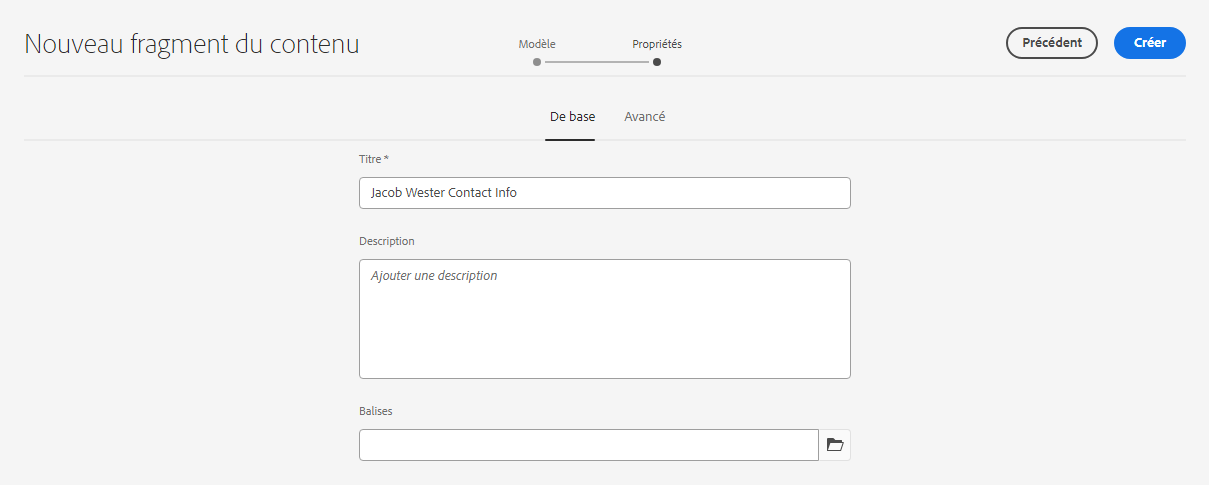 Nouveau fragment du contenu
Modèle
Propriétés
Précédent
Créer
De base
Avancé
Titre *
Jacob Wester Contact Info
Description
Ajouter une description
Balises